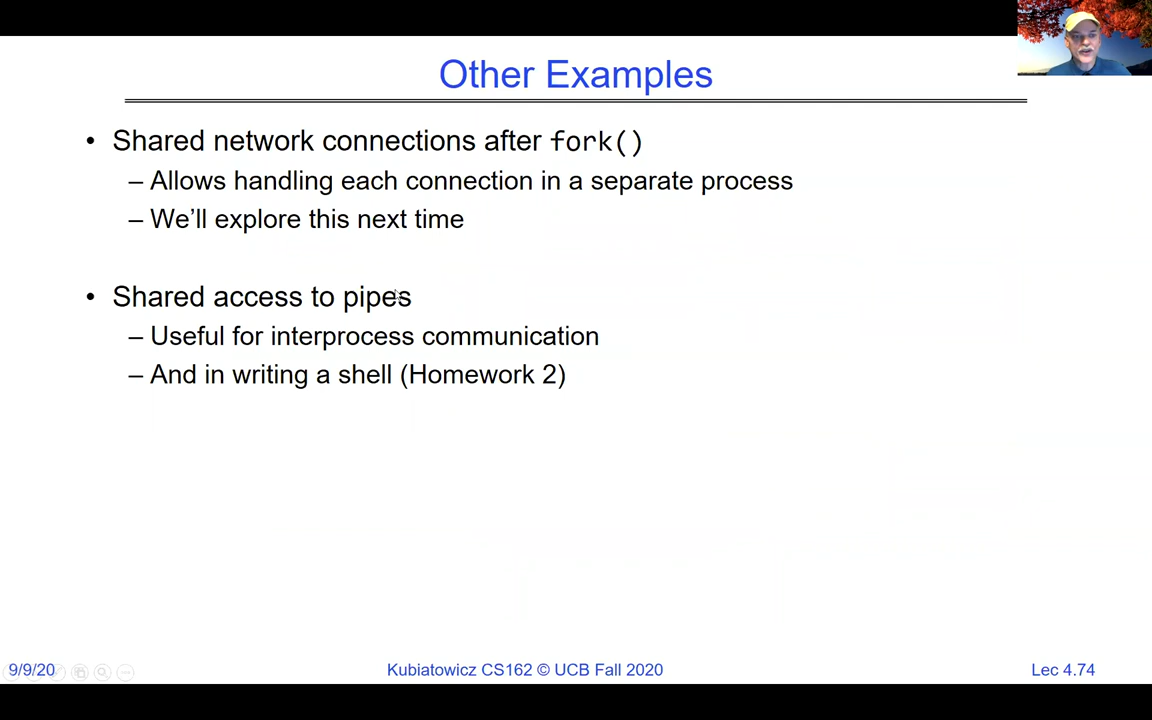 Other Examples
• Shared network connections after fork()
– Allows handling each connection in a separate process
– We'll explore this next time
• Shared access to pipes
– Useful for interprocess communication
– And in writing a shell (Homework 2)
9/9/20
Kubiatowicz CS162 © UCB Fall 2020
Lec 4.74